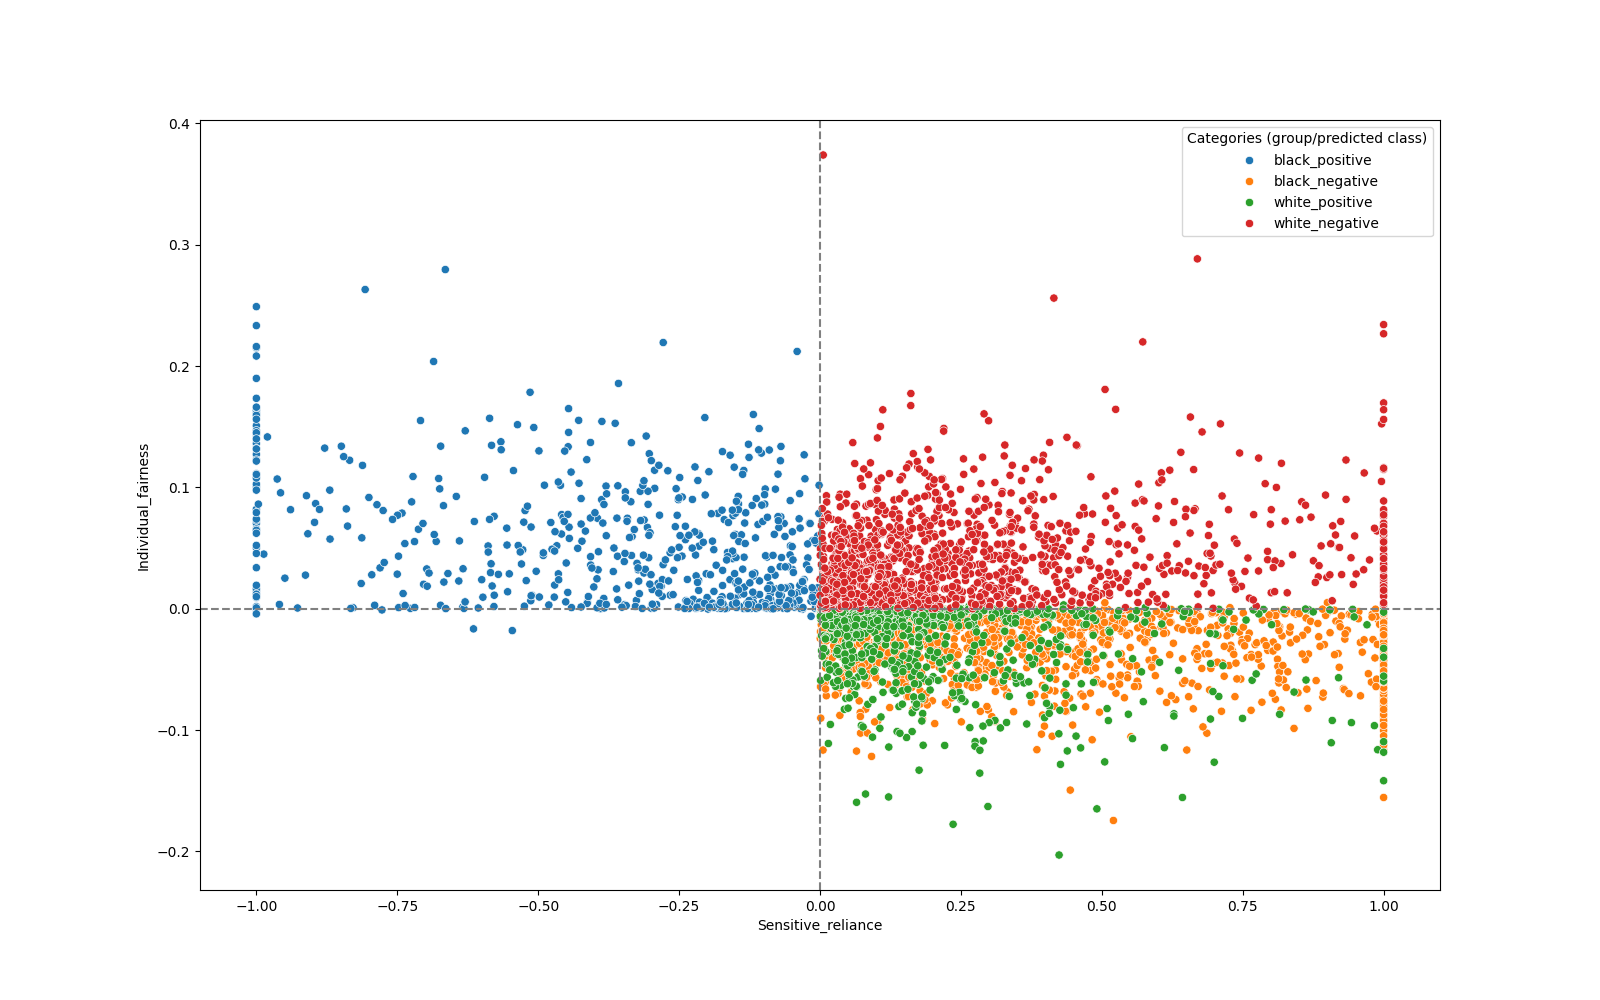 0.4
0.3
0.2
0.1
0.0
−0.1
−0.2
Individual_fairness
Categories (group/predicted class)
black_positive
black_negative
white_positive
white_negative
−1.00 −0.75 −0.50 −0.25 0.00 0.25 0.50 0.75 1.00
Sensitive_reliance